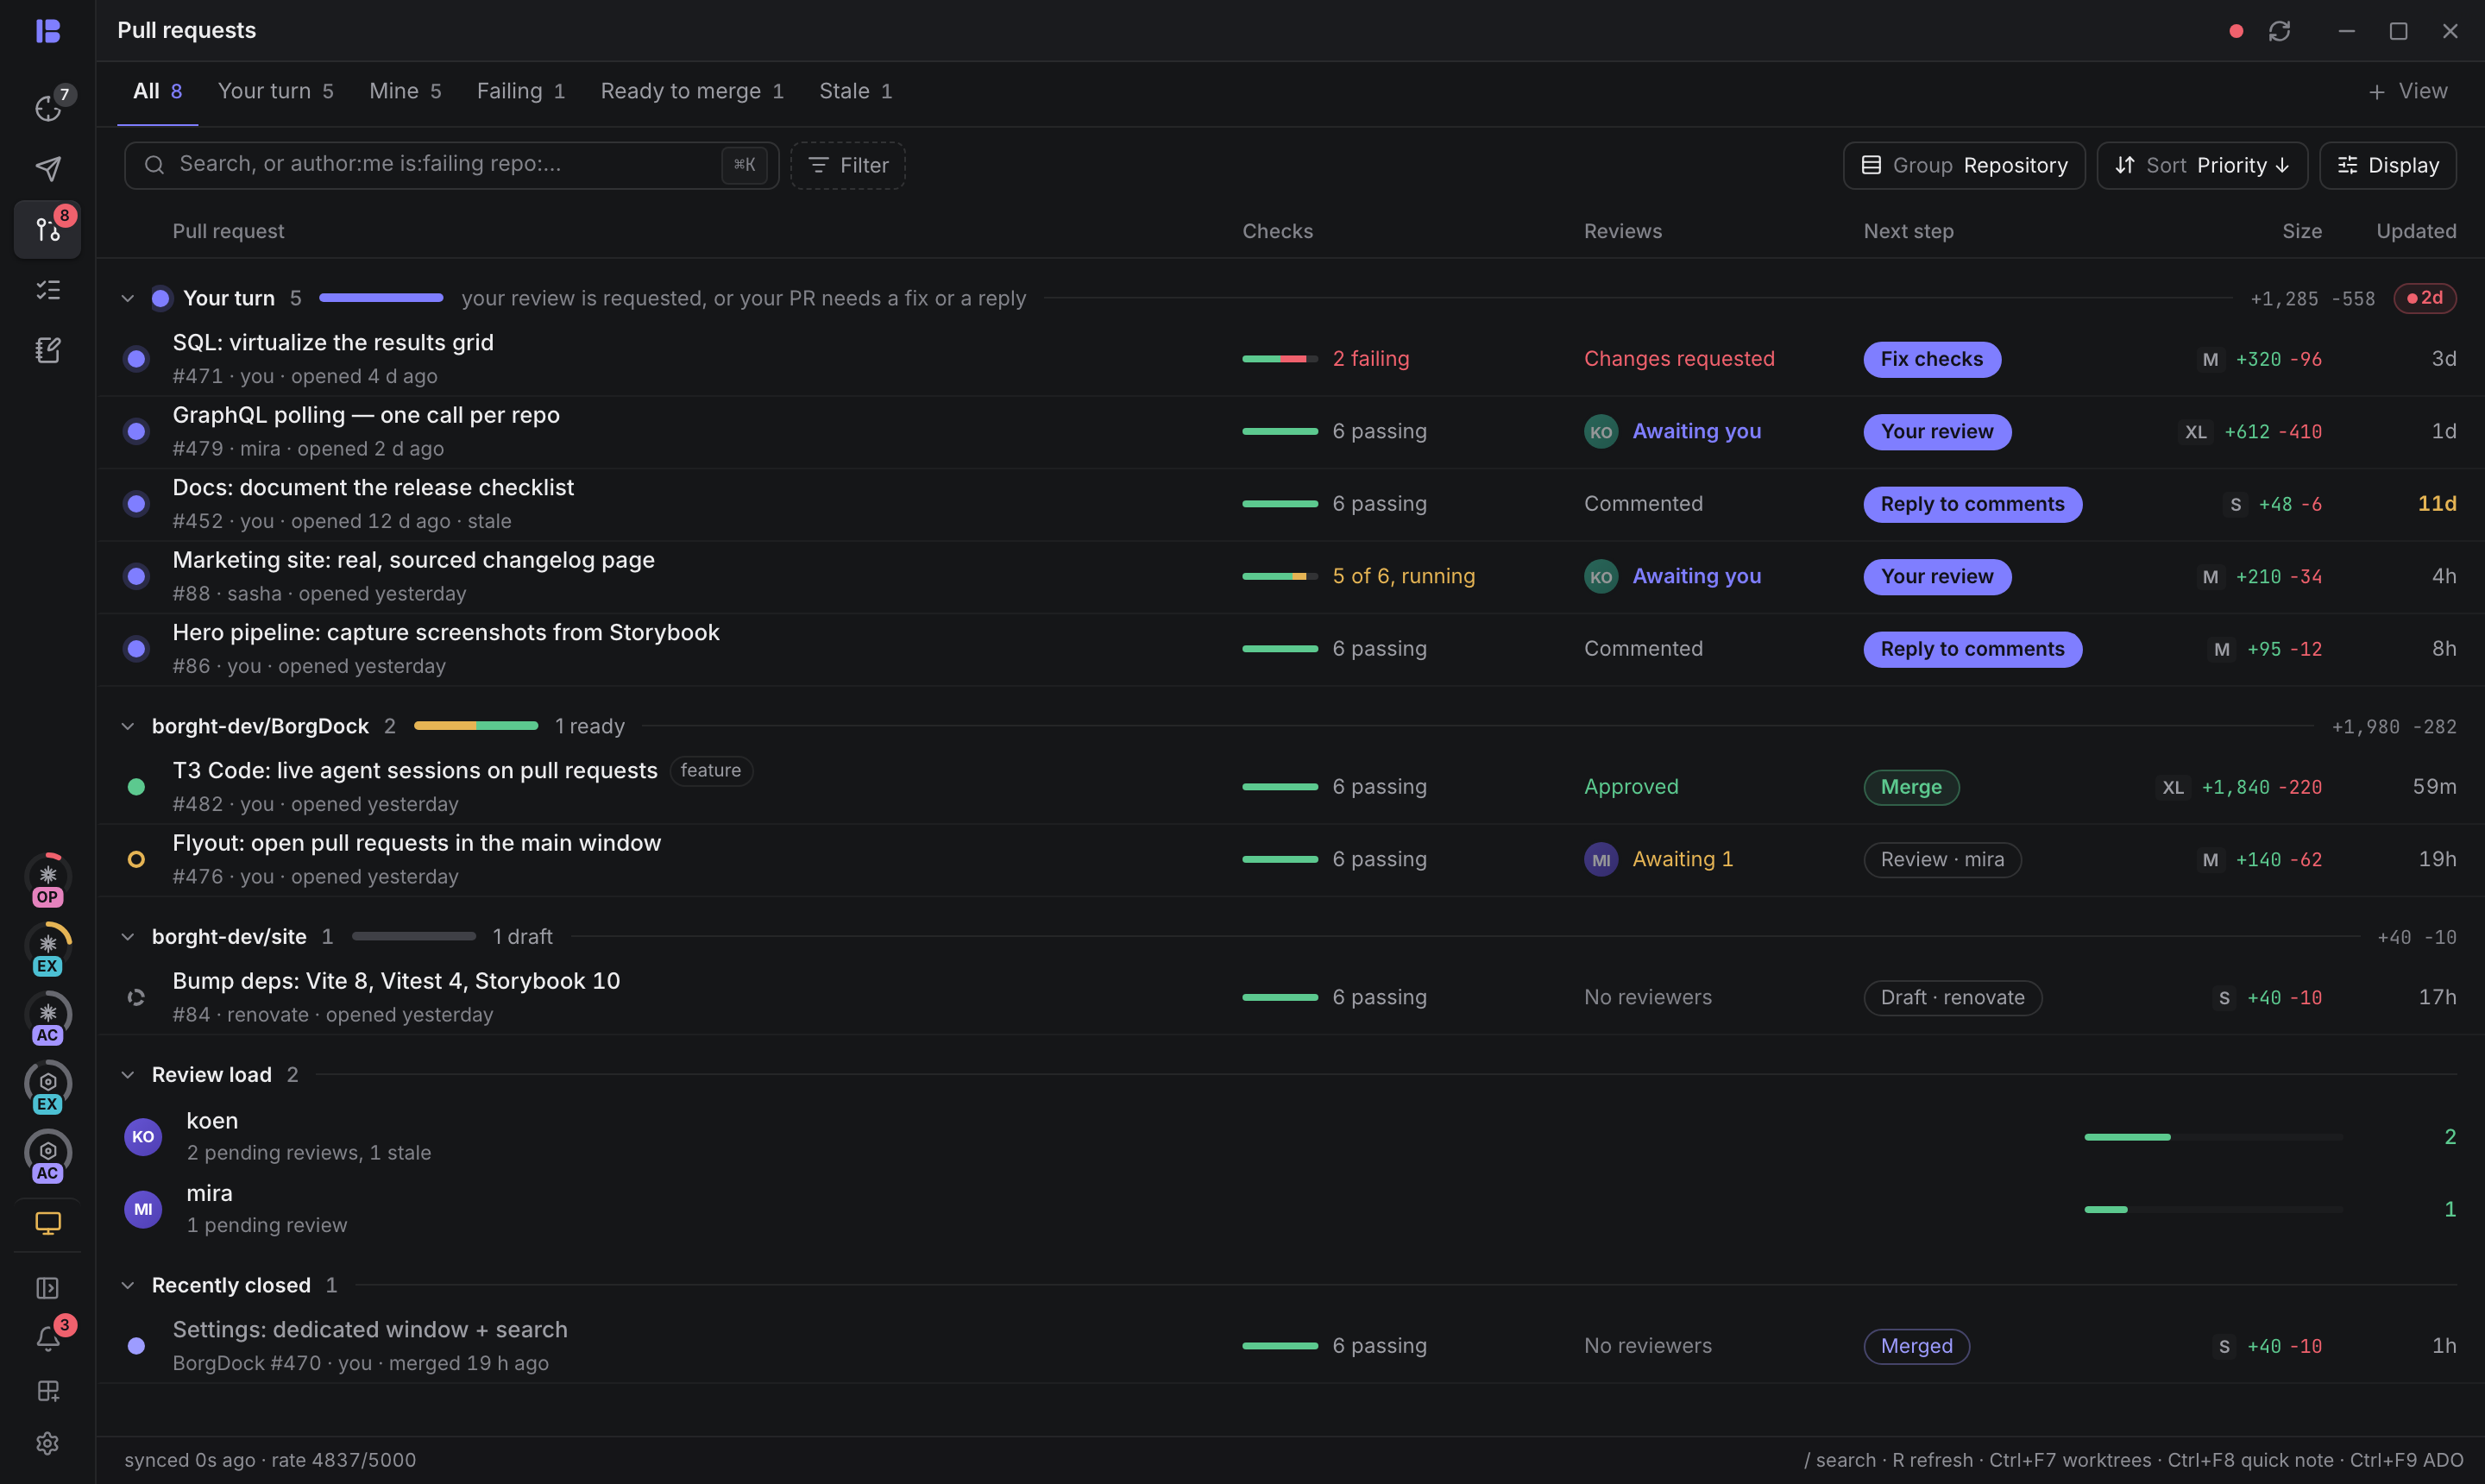 Pull requests
7
8
All 8 Your turn 5 Mine 5 Failing 1 Ready to merge 1 Stale 1 + View
Search, or author:me is:failing repo:... ⌘K Filter Group Repository Sort Priority ↓ Display
Pull request Checks Reviews Next step Size Updated
Your turn 5 your review is requested, or your PR needs a fix or a reply +1,285 -558 2d
SQL: virtualize the results grid
#471 · you · opened 4 d ago
2 failing Changes requested Fix checks M +320 -96 3d
GraphQL polling — one call per repo
#479 · mira · opened 2 d ago
6 passing KO Awaiting you Your review XL +612 -410 1d
Docs: document the release checklist
#452 · you · opened 12 d ago · stale
6 passing Commented Reply to comments S +48 -6 11d
Marketing site: real, sourced changelog page
#88 · sasha · opened yesterday
5 of 6, running KO Awaiting you Your review M +210 -34 4h
Hero pipeline: capture screenshots from Storybook
#86 · you · opened yesterday
6 passing Commented Reply to comments M +95 -12 8h
borght-dev/BorgDock 2 1 ready +1,980 -282
T3 Code: live agent sessions on pull requests feature
#482 · you · opened yesterday
6 passing Approved Merge XL +1,840 -220 59m
Flyout: open pull requests in the main window
#476 · you · opened yesterday
6 passing MI Awaiting 1 Review · mira M +140 -62 19h
borght-dev/site 1 1 draft +40 -10
Bump deps: Vite 8, Vitest 4, Storybook 10
#84 · renovate · opened yesterday
6 passing No reviewers Draft · renovate S +40 -10 17h
Review load 2
KO koen
2 pending reviews, 1 stale
2
MI mira
1 pending review
1
Recently closed 1
Settings: dedicated window + search
BorgDock #470 · you · merged 19 h ago
6 passing No reviewers Merged S +40 -10 1h
OP
EX
AC
EX
AC
3
synced 0s ago · rate 4837/5000 / search · R refresh · Ctrl+F7 worktrees · Ctrl+F8 quick note · Ctrl+F9 ADO